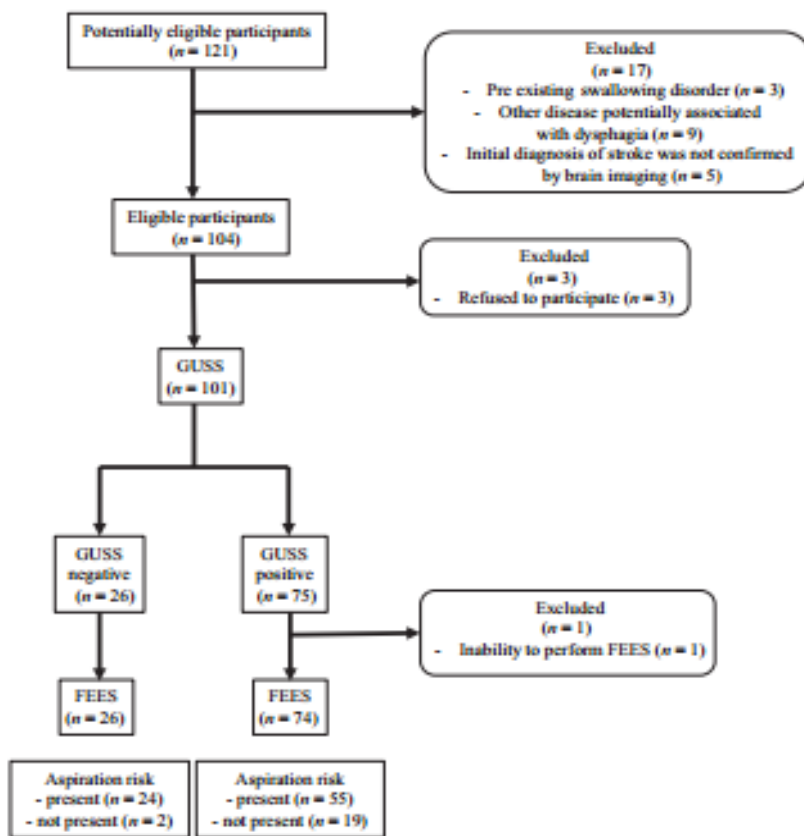 Potentially eligible participants
(n = 121)
Excluded
(n = 17)
- Pre existing swallowing disorder (n = 3)
- Other disease potentially associated
with dysphagia (n = 9)
- Initial diagnosis of stroke was not confirmed
by brain imaging (n = 5)
Eligible participants
(n = 104)
Excluded
(n = 3)
- Refused to participate (n = 3)
GUSS
(n = 101)
GUSS
negative
(n = 26)
GUSS
positive
(n = 75)
Excluded
(n = 1)
- Inability to perform FEES (n = 1)
FEES
(n = 26)
FEES
(n = 74)
Aspiration risk
- present (n = 24)
- not present (n = 2)
Aspiration risk
- present (n = 55)
- not present (n = 19)